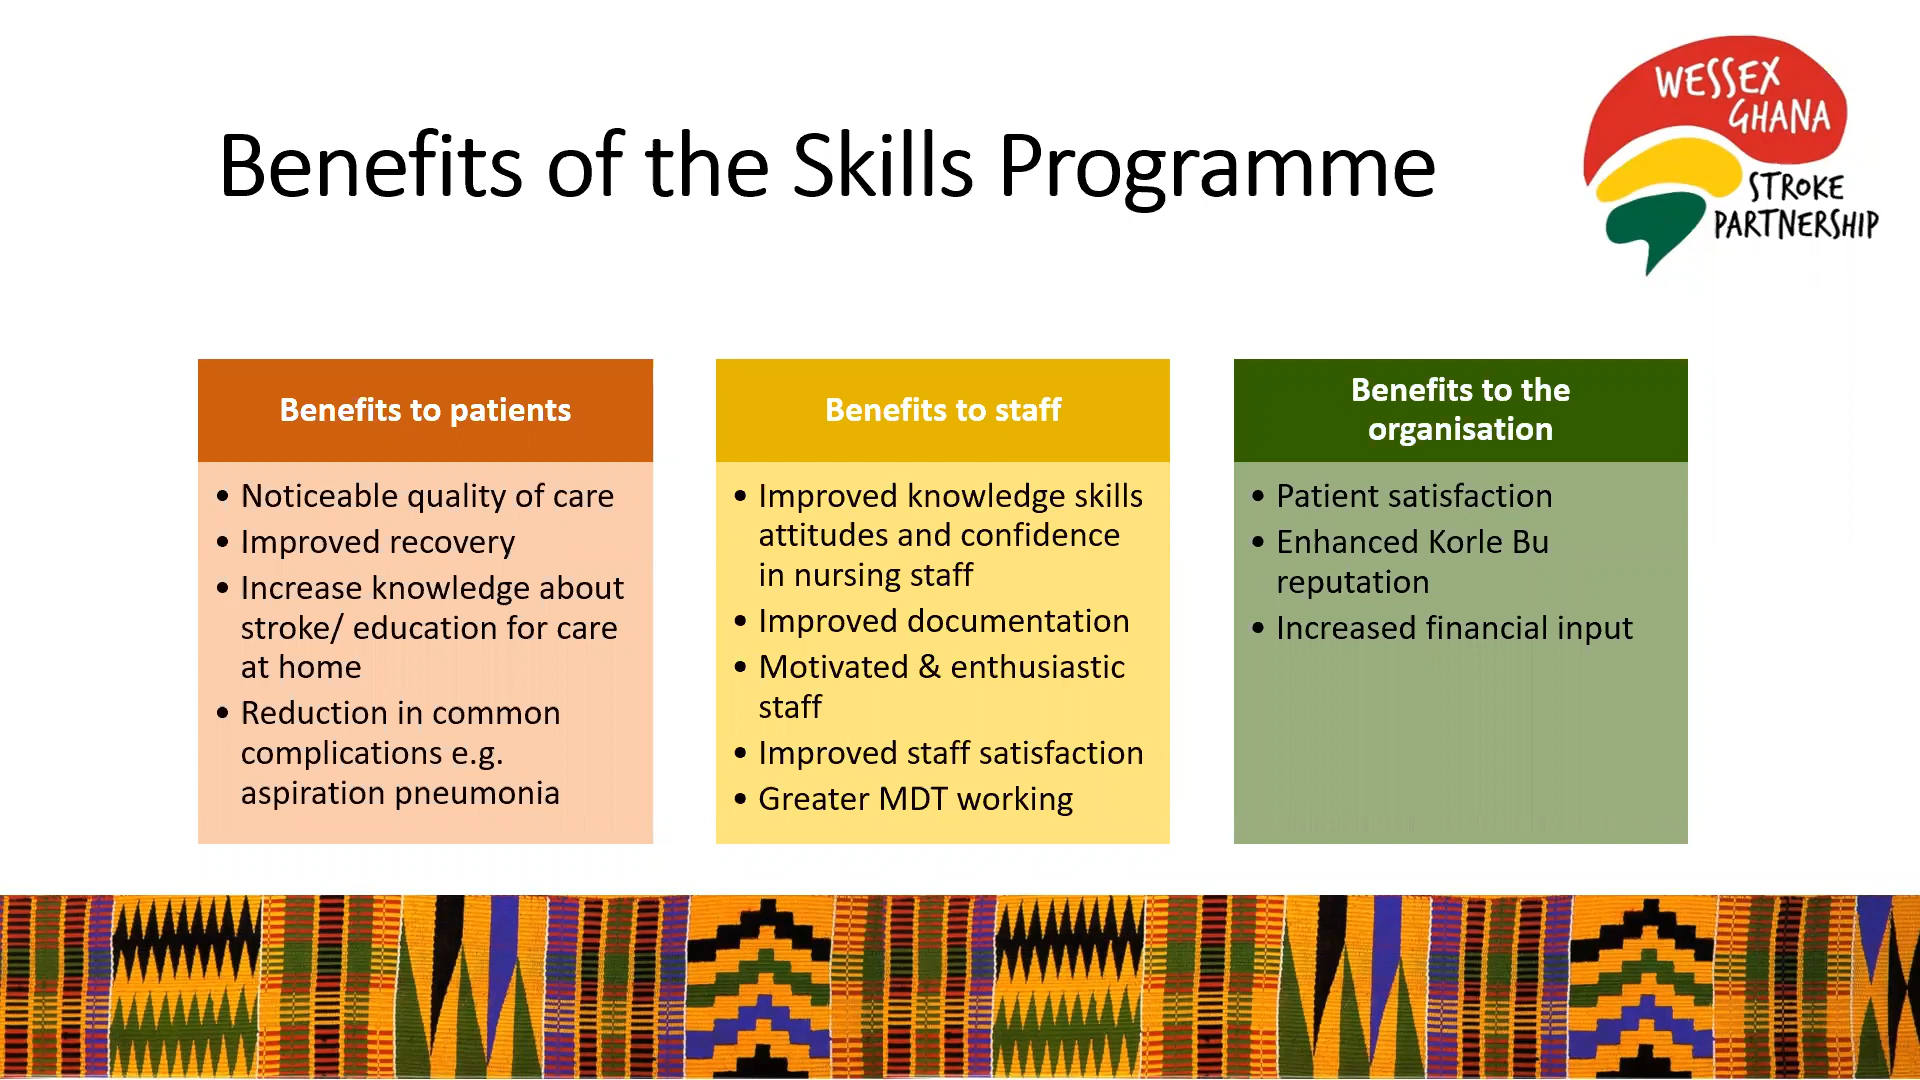 Benefits of the Skills Programme
WESSEX
GHANA
STROKE
PARTNERSHIP
Benefits to patients
• Noticeable quality of care
• Improved recovery
• Increase knowledge about
stroke/ education for care
at home
• Reduction in common
complications e.g.
aspiration pneumonia
Benefits to staff
• Improved knowledge skills
attitudes and confidence
in nursing staff
• Improved documentation
• Motivated & enthusiastic
staff
• Improved staff satisfaction
• Greater MDT working
Benefits to the
organisation
• Patient satisfaction
• Enhanced Korle Bu
reputation
• Increased financial input